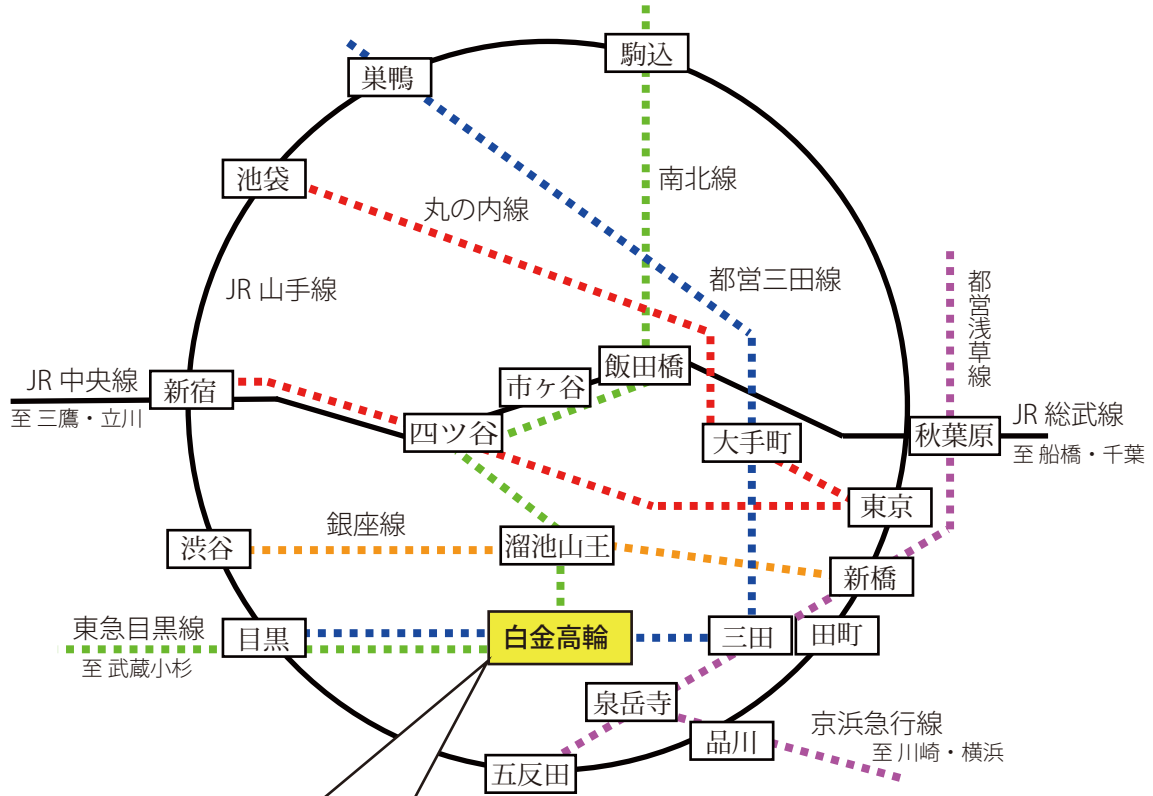 駒込
巣鴨
池袋
南北線
丸の内線
都営三田線
JR 山手線
都営浅草線
飯田橋
市ヶ谷
JR 中央線
至 三鷹・立川
新宿
四ツ谷
大手町
秋葉原
JR 総武線
至 船橋・千葉
東京
銀座線
渋谷
溜池山王
新橋
東急目黒線
至 武蔵小杉
目黒
白金高輪
三田
田町
泉岳寺
品川
京浜急行線
至 川崎・横浜
五反田